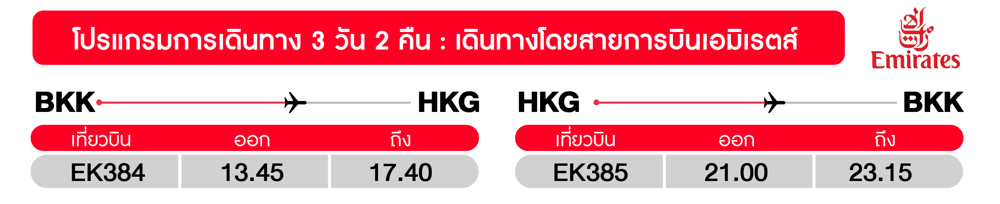 โปรแกรมการเดินทาง 3 วัน 2 คืน : เดินทางโดยสายการบินเอมิเรตส์
Emirates
BKK HKG
เที่ยวบิน ออก ถึง
EK384 13.45 17.40
HKG BKK
เที่ยวบิน ออก ถึง
EK385 21.00 23.15